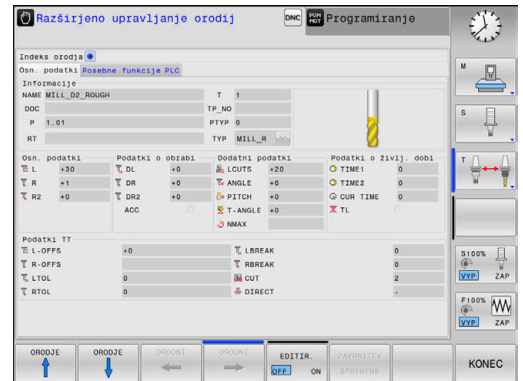 Razširjeno upravljanje orodij
DNC
PGM MGT
Programiranje
Indeks orodja
Osn. podatki Posebne funkcije PLC
Informacije
NAME MILL_D2_ROUGH T 1
DOC TP_NO
P 1.01 PTYP 0
RT TYP MILL_R
Osn. podatki Podatki o obrabi Dodatni podatki Podatki o življ. dobi
L +30 DL +0 LCUTS +20 TIME1 0
R +1 DR +0 ANGLE +6 TIME2 0
R2 +0 DR2 +0 PITCH +0 CUR TIME 0
ACC T-ANGLE +0 TL
NMAX
Podatki TT
L-OFFS +0 LBREAK 0
R-OFFS RBREAK 0
LTOL 0 CUT 2
RTOL 0 DIRECT -
M
S
T
S100%
VYP ZAP
F100%
VYP ZAP
ORODJE ORODJE ORODNI ORODNI EDITIR. ZAVRNITEV KONEC
OFF ON SPREMEMB